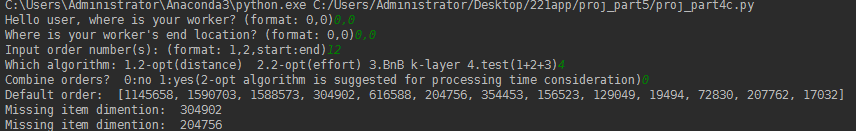 C:\Users\Administrator\Anaconda3\python.exe C:/Users/Administrator/Desktop/221app/proj_part5/proj_part4c.py
Hello user, where is your worker? (format: 0,0)0,0
Where is your worker's end location? (format: 0,0)0,0
Input order number(s): (format: 1,2,start:end)12
Which algorithm: 1.2-opt(distance)  2.2-opt(effort) 3.BnB k-layer 4.test(1+2+3)4
Combine orders?  0:no 1:yes(2-opt algorithm is suggested for processing time consideration)0
Default order:  [1145658, 1590703, 1588573, 304902, 616588, 204756, 354453, 156523, 129049, 19494, 72830, 207762, 17032]
Missing item dimention:  304902
Missing item dimention:  204756